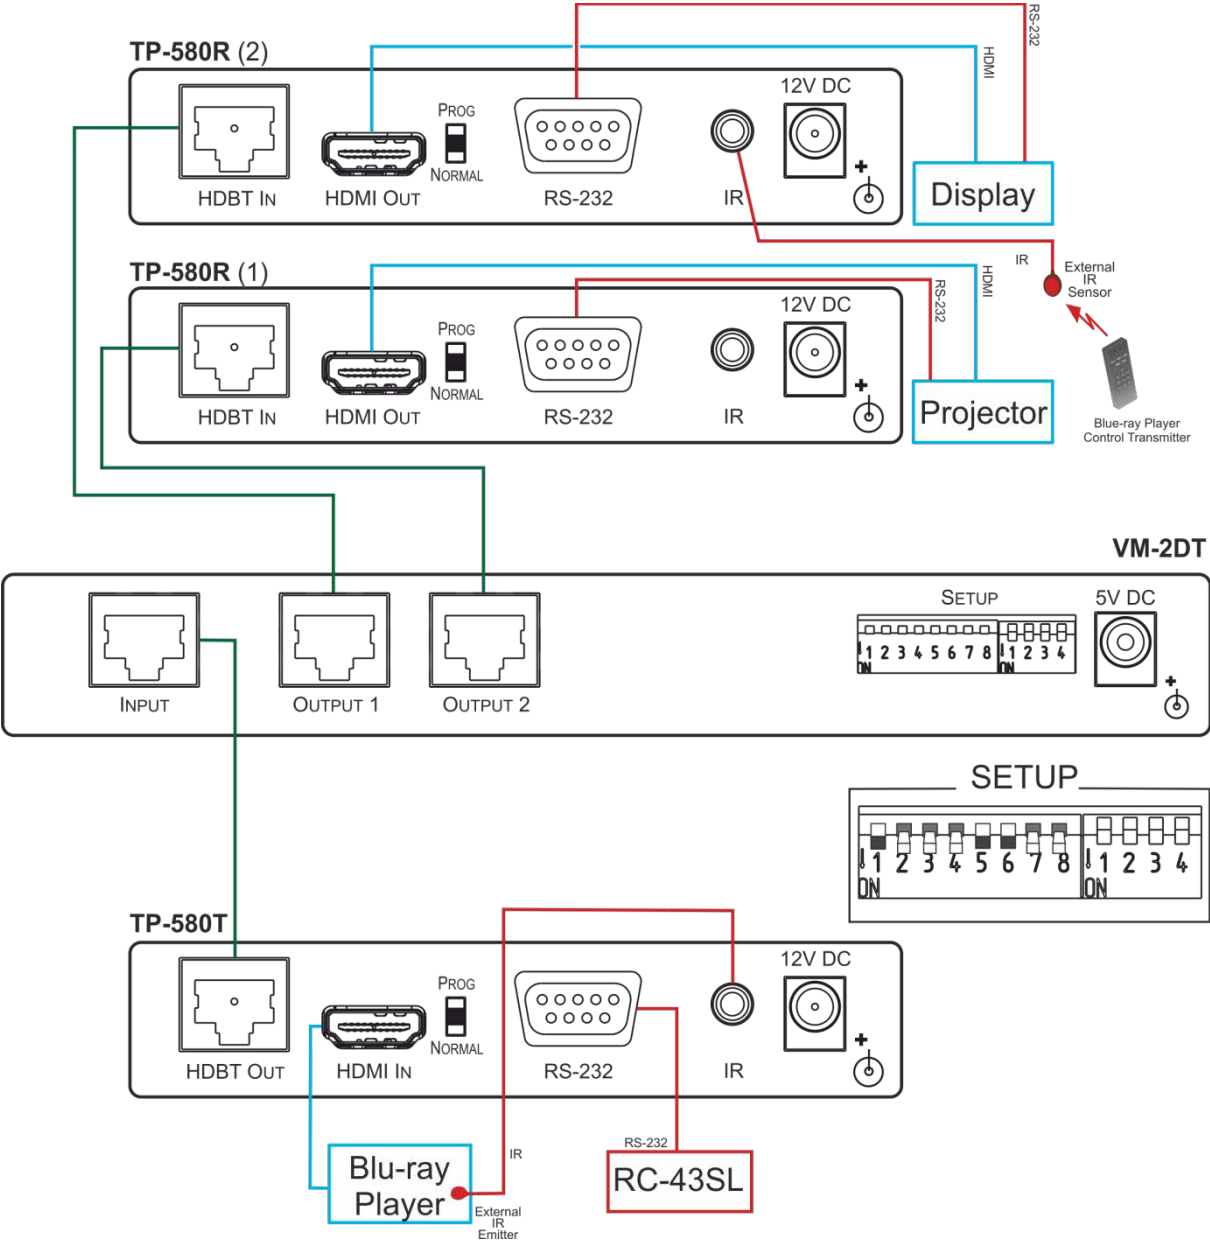 RS-232
TP-580R (2)
HDMI
12V DC
PROG
NORMAL
HDBT IN
HDMI OUT
RS-232
IR
Display
TP-580R (1)
IR
External
IR
Sensor
HDMI
RS-232
12V DC
PROG
NORMAL
HDBT IN
HDMI OUT
RS-232
IR
Projector
Blue-ray Player
Control Transmitter
VM-2DT
SETUP
5V DC
1 2 3 4 5 6 7 8
ON
1 2 3 4
ON
INPUT
OUTPUT 1
OUTPUT 2
SETUP
1 2 3 4 5 6 7 8
ON
1 2 3 4
ON
TP-580T
12V DC
PROG
NORMAL
HDBT OUT
HDMI IN
RS-232
IR
RS-232
IR
Blu-ray
Player
RC-43SL
External
IR
Emitter